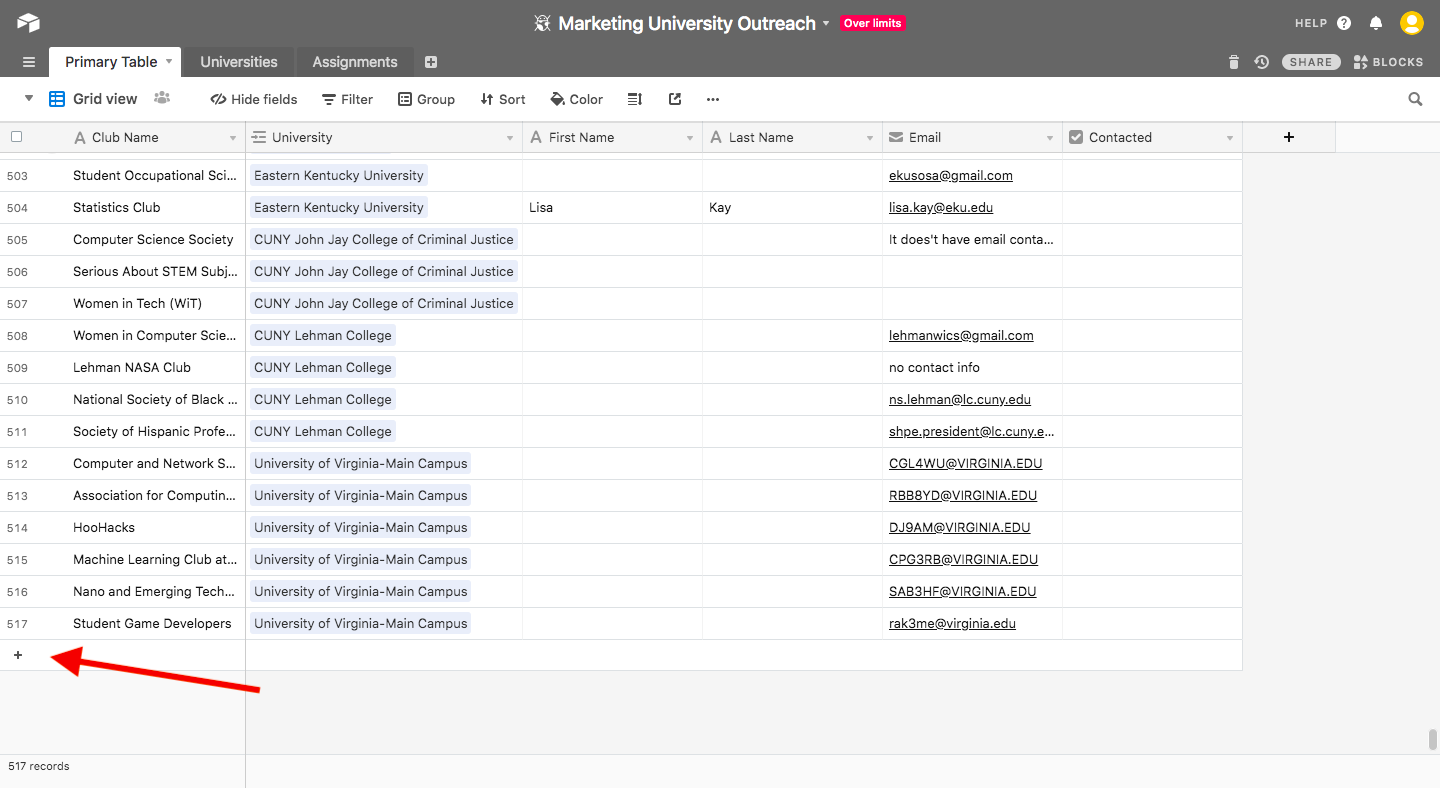 Marketing University Outreach Over limits HELP
Primary Table Universities Assignments SHARE BLOCKS
Grid view Hide fields Filter Group Sort Color
Club Name University First Name Last Name Email Contacted
503 Student Occupational Sci... Eastern Kentucky University ekusosa@gmail.com
504 Statistics Club Eastern Kentucky University Lisa Kay lisa.kay@eku.edu
505 Computer Science Society CUNY John Jay College of Criminal Justice It does't have email conta...
506 Serious About STEM Subj... CUNY John Jay College of Criminal Justice
507 Women in Tech (WiT) CUNY John Jay College of Criminal Justice
508 Women in Computer Scie... CUNY Lehman College lehmanwics@gmail.com
509 Lehman NASA Club CUNY Lehman College no contact info
510 National Society of Black ... CUNY Lehman College ns.lehman@lc.cuny.edu
511 Society of Hispanic Profe... CUNY Lehman College shpe.president@lc.cuny.e...
512 Computer and Network S... University of Virginia-Main Campus CGL4WU@VIRGINIA.EDU
513 Association for Computin... University of Virginia-Main Campus RBB8YD@VIRGINIA.EDU
514 HooHacks University of Virginia-Main Campus DJ9AM@VIRGINIA.EDU
515 Machine Learning Club at... University of Virginia-Main Campus CPG3RB@VIRGINIA.EDU
516 Nano and Emerging Tech... University of Virginia-Main Campus SAB3HF@VIRGINIA.EDU
517 Student Game Developers University of Virginia-Main Campus rak3me@virginia.edu
517 records